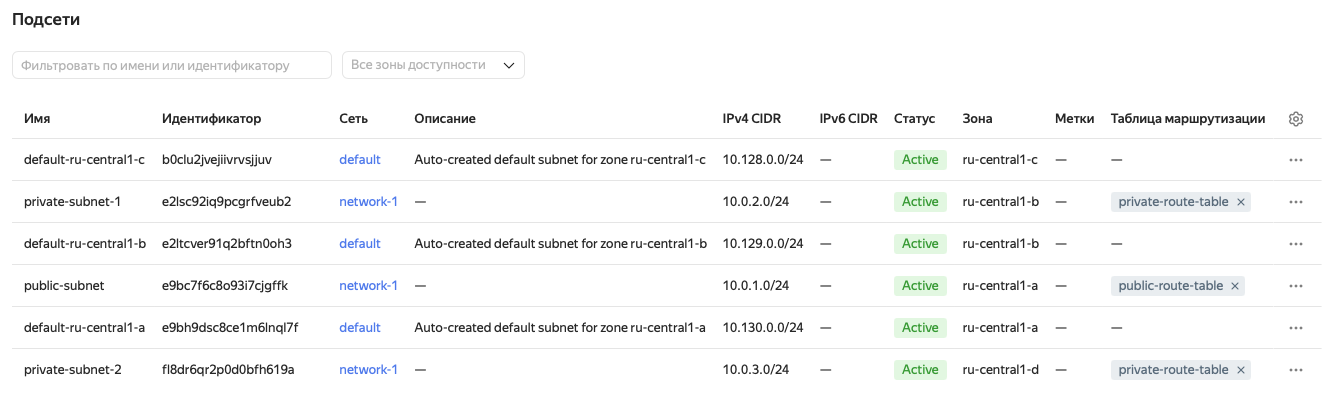 Подсети
Фильтровать по имени или идентификатору Все зоны доступности
Имя Идентификатор Сеть Описание IPv4 CIDR IPv6 CIDR Статус Зона Метки Таблица маршрутизации
default-ru-central1-c b0clu2jvejiivrvsjjuv default Auto-created default subnet for zone ru-central1-c 10.128.0.0/24 — Active ru-central1-c — —
private-subnet-1 e2lsc92iq9pcgrfveub2 network-1 — 10.0.2.0/24 — Active ru-central1-b — private-route-table ×
default-ru-central1-b e2ltcver91q2bftn0oh3 default Auto-created default subnet for zone ru-central1-b 10.129.0.0/24 — Active ru-central1-b — —
public-subnet e9bc7f6c8o93i7cjgffk network-1 — 10.0.1.0/24 — Active ru-central1-a — public-route-table ×
default-ru-central1-a e9bh9dsc8ce1m6lnql7f default Auto-created default subnet for zone ru-central1-a 10.130.0.0/24 — Active ru-central1-a — —
private-subnet-2 fl8dr6qr2p0d0bfh619a network-1 — 10.0.3.0/24 — Active ru-central1-d — private-route-table ×